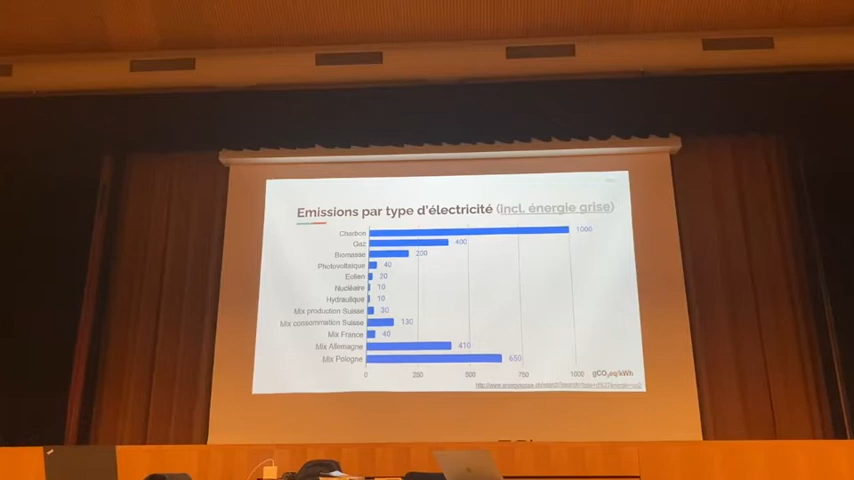 Emissions par type d'électricité (incl. énergie grise)
Charbon 1000
Gaz 400
Biomasse 200
Photovoltaïque 40
Eolien 20
Nucléaire 10
Hydraulique 10
Mix production Suisse 30
Mix consommation Suisse 130
Mix France 40
Mix Allemagne 410
Mix Pologne 650
0 250 500 750 1000 gCO₂eq/kWh